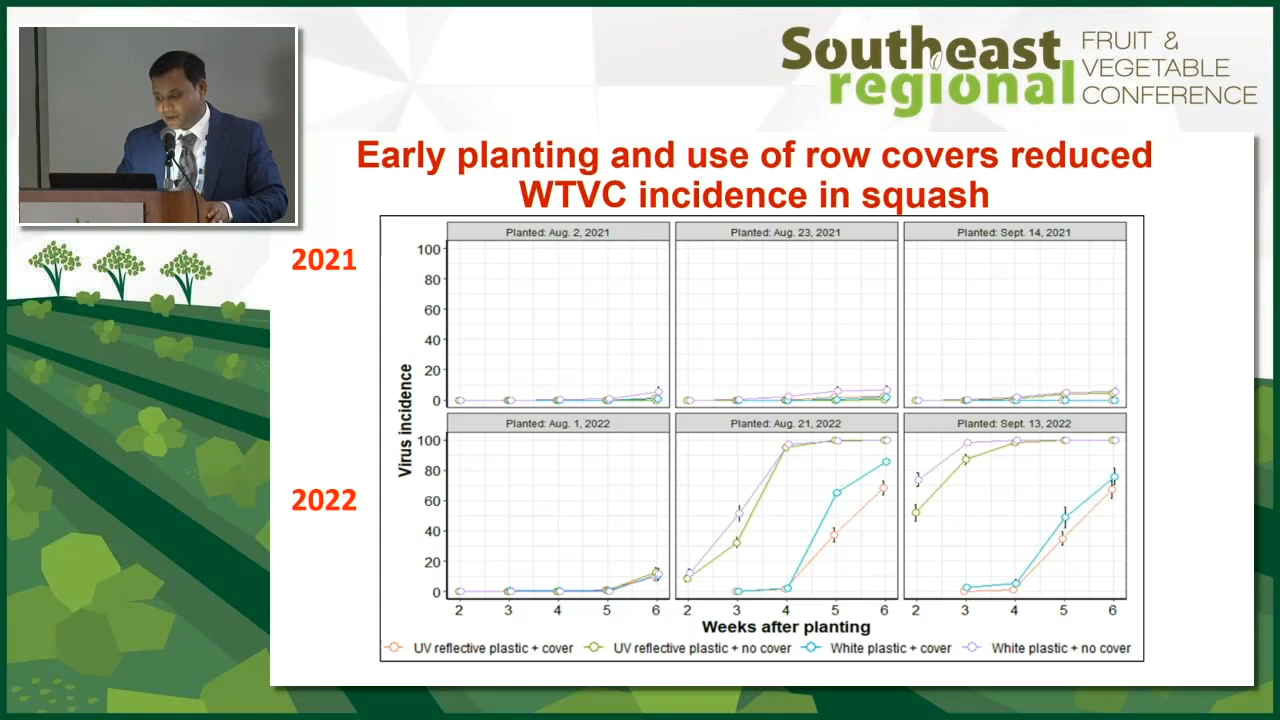 Southeast
regional
FRUIT &
VEGETABLE
CONFERENCE
Early planting and use of row covers reduced
WTVC incidence in squash
2021
2022
Virus incidence
Planted: Aug. 2, 2021
Planted: Aug. 23, 2021
Planted: Sept. 14, 2021
100
80
60
40
20
0
Planted: Aug. 1, 2022
Planted: Aug. 21, 2022
Planted: Sept. 13, 2022
100
80
60
40
20
0
2 3 4 5 6
2 3 4 5 6
2 3 4 5 6
Weeks after planting
UV reflective plastic + cover
UV reflective plastic + no cover
White plastic + cover
White plastic + no cover